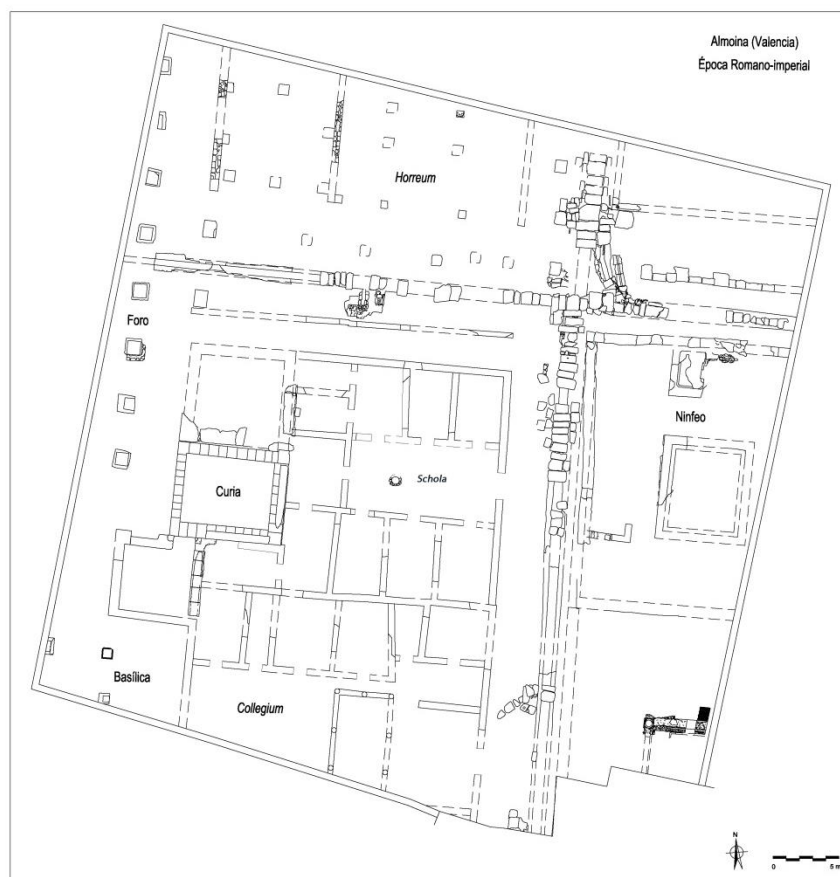 Almoina (Valencia)
Época Romano-imperial
Horreum
Foro
Ninfeo
Schola
Curia
Basílica
Collegium
N
0 5 m